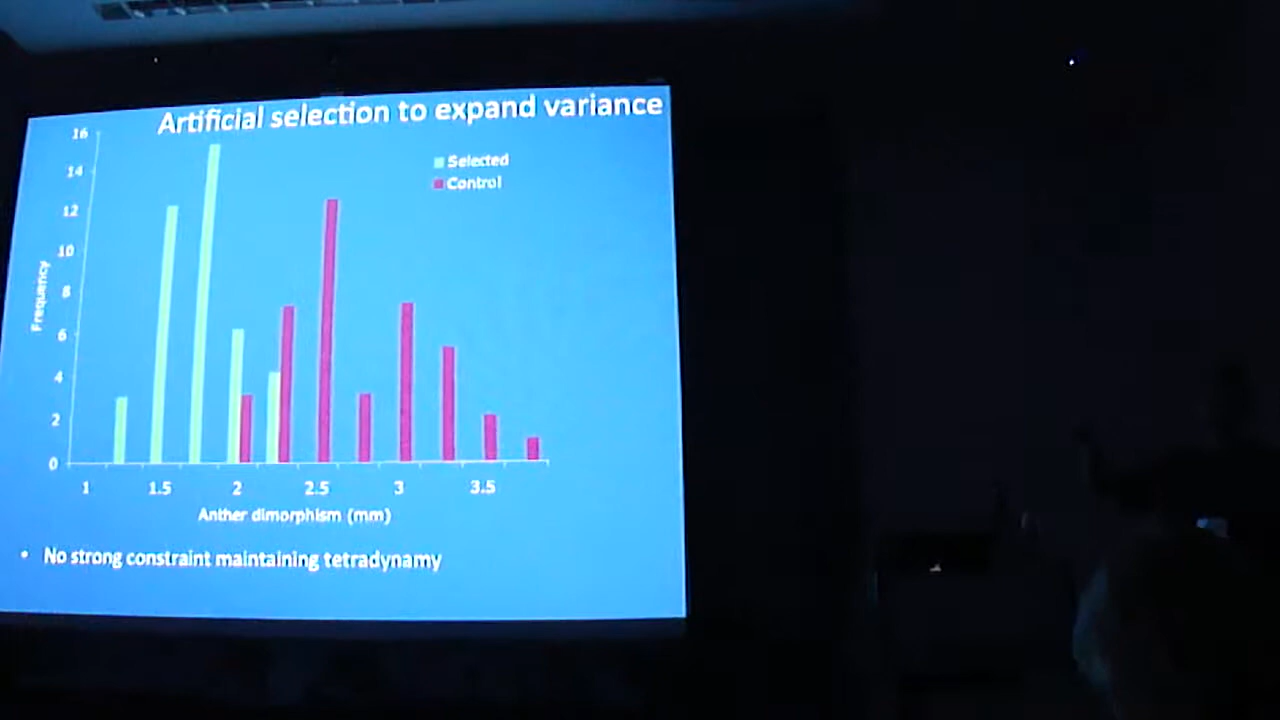 Artificial selection to expand variance
16
14
12
10
8
6
4
2
0
Frequency
Selected
Control
1 1.5 2 2.5 3 3.5
Anther dimorphism (mm)
• No strong constraint maintaining tetradynamy